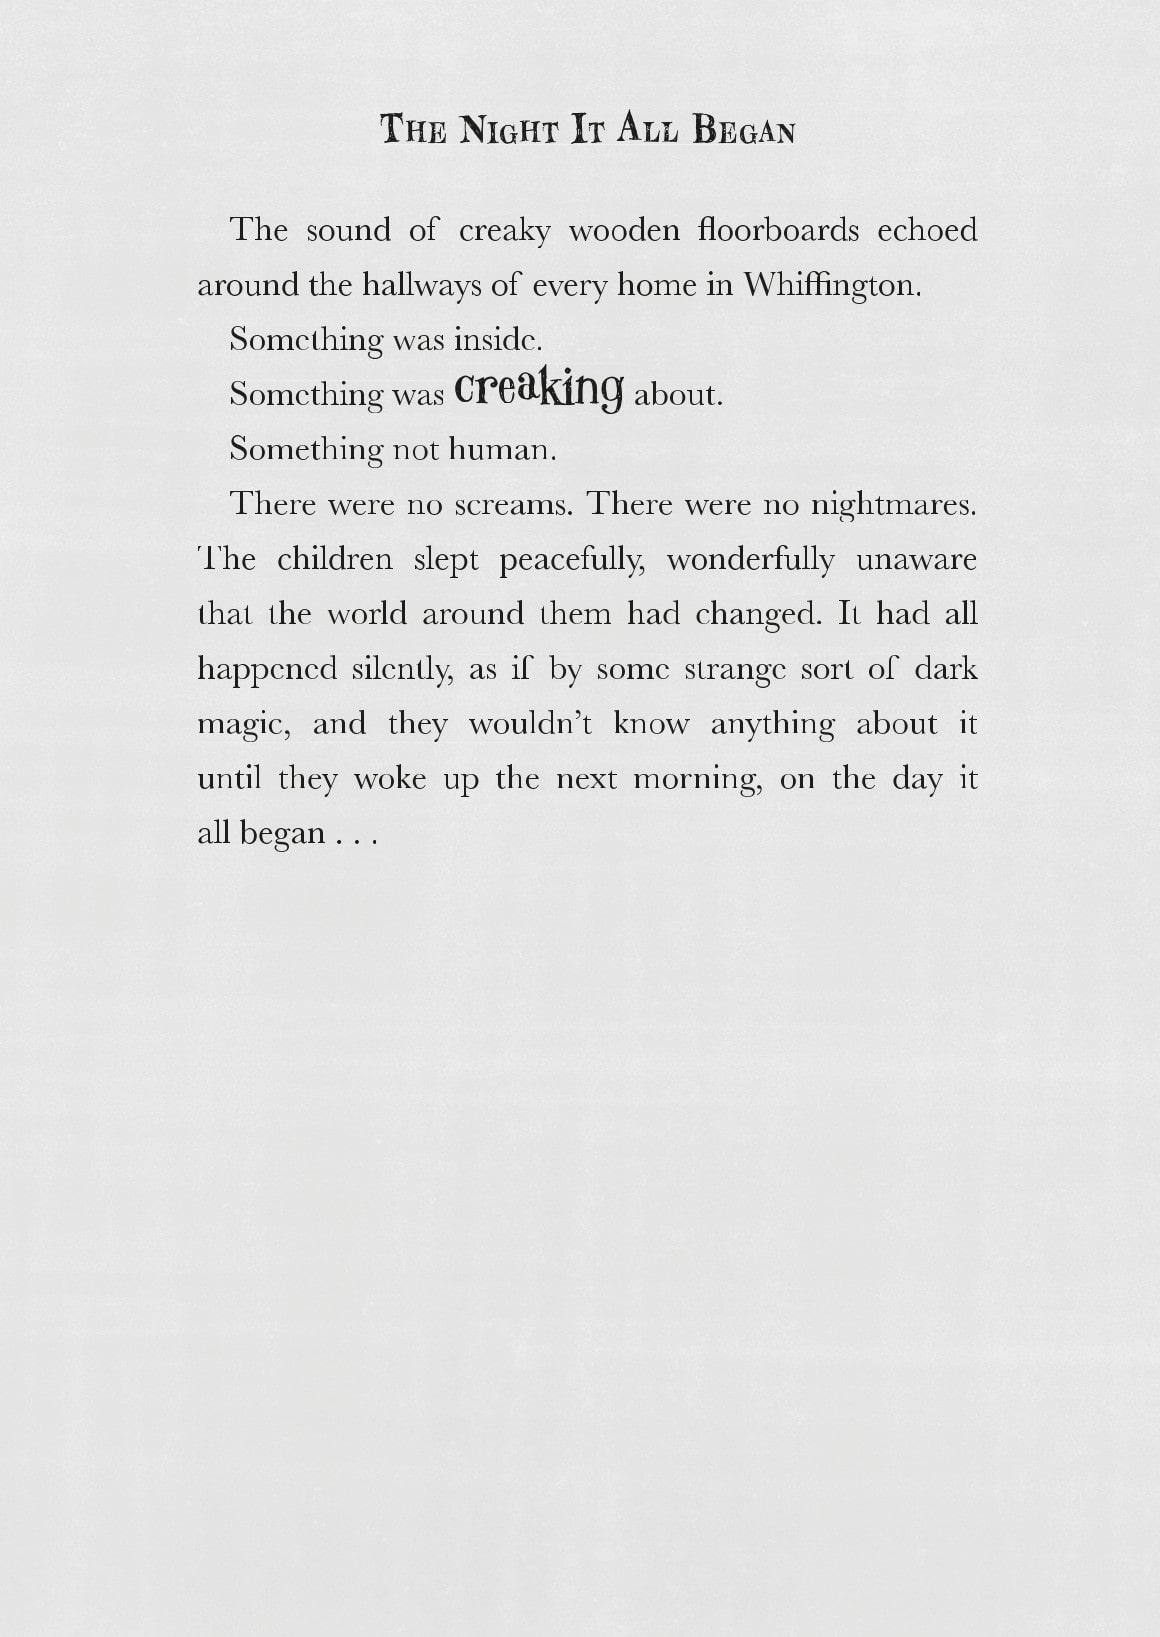 The Night It All Began
The sound of creaky wooden floorboards echoed
around the hallways of every home in Whiffington.
Something was inside.
Something was creaking about.
Something not human.
There were no screams. There were no nightmares.
The children slept peacefully, wonderfully unaware
that the world around them had changed. It had all
happened silently, as if by some strange sort of dark
magic, and they wouldn’t know anything about it
until they woke up the next morning, on the day it
all began . . .